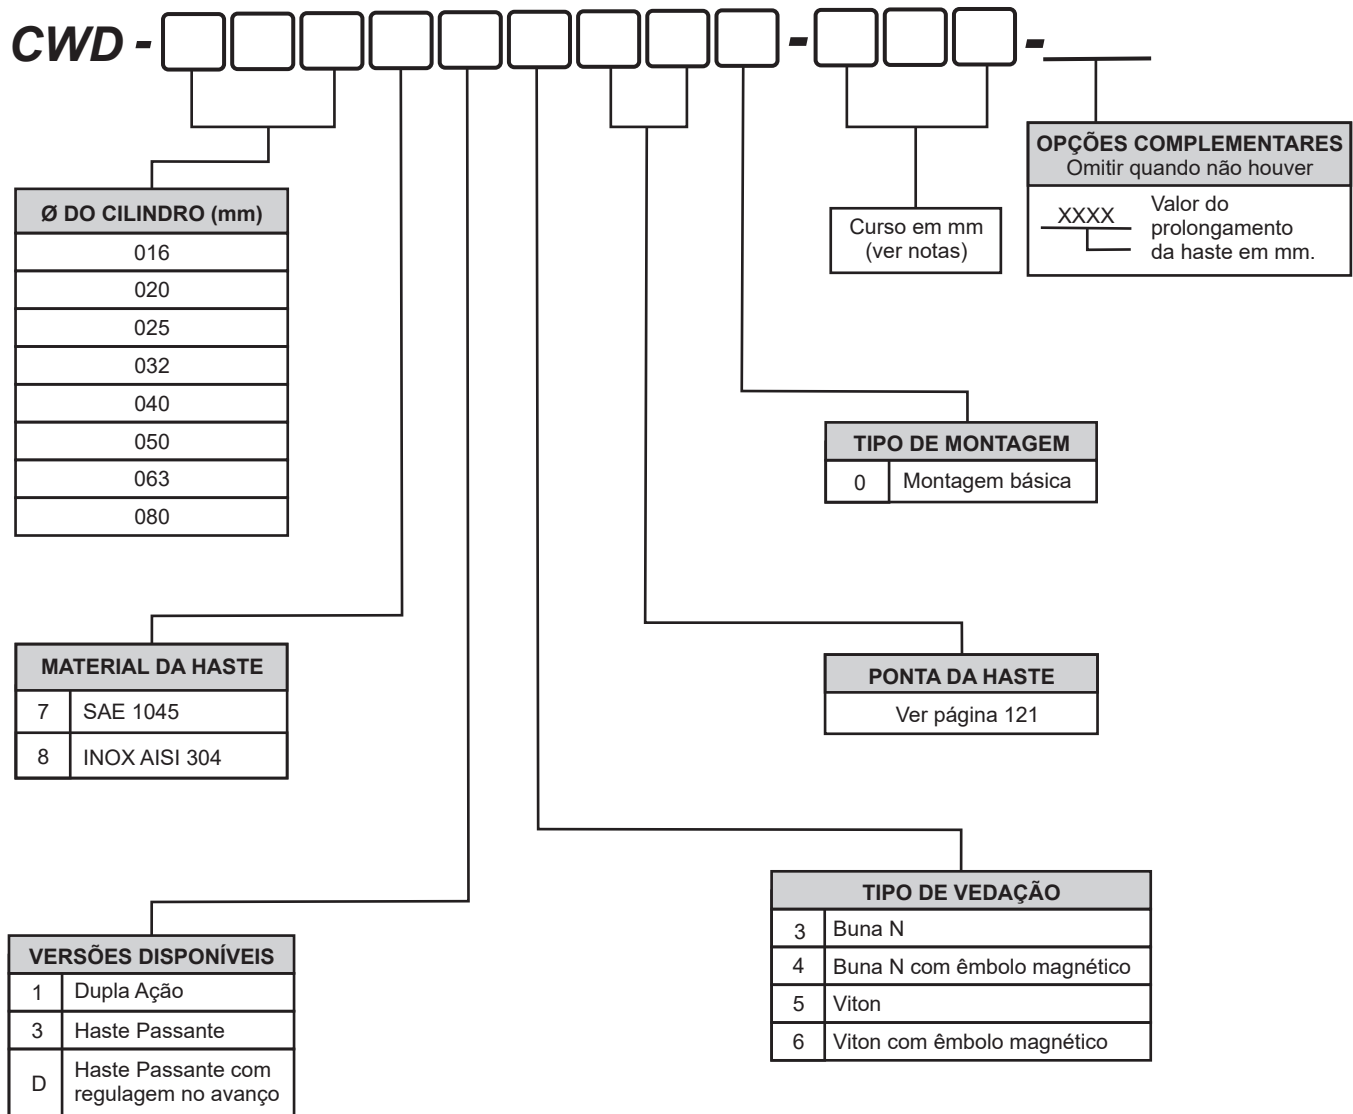 CWD - - -
OPÇÕES COMPLEMENTARES
Omitir quando não houver
XXXX
Valor do
prolongamento
da haste em mm.
Ø DO CILINDRO (mm)
016
020
025
032
040
050
063
080
Curso em mm
(ver notas)
TIPO DE MONTAGEM
0 Montagem básica
MATERIAL DA HASTE
7 SAE 1045
8 INOX AISI 304
PONTA DA HASTE
Ver página 121
VERSÕES DISPONÍVEIS
1 Dupla Ação
3 Haste Passante
D Haste Passante com
regulagem no avanço
TIPO DE VEDAÇÃO
3 Buna N
4 Buna N com êmbolo magnético
5 Viton
6 Viton com êmbolo magnético